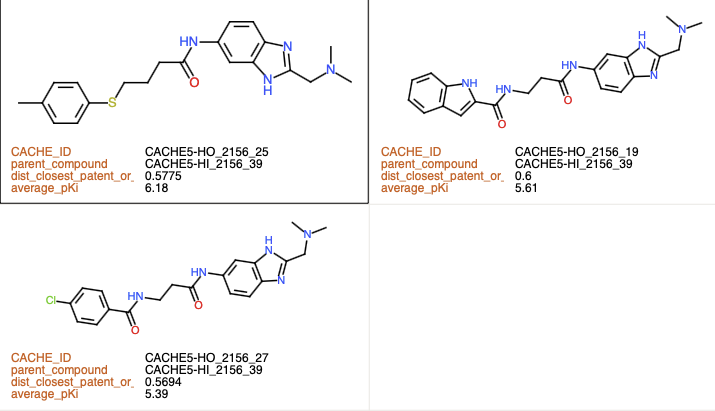 HN
N
N
O
N
H
S
CACHE_ID CACHE5-HO_2156_25
parent_compound CACHE5-HI_2156_39
dist_closest_patent_or_ 0.5775
average_pKi 6.18
H
N
N
HN
N
NH
HN
O
O
CACHE_ID CACHE5-HO_2156_19
parent_compound CACHE5-HI_2156_39
dist_closest_patent_or_ 0.6
average_pKi 5.61
N
H
N
HN
N
Cl
HN
O
O
CACHE_ID CACHE5-HO_2156_27
parent_compound CACHE5-HI_2156_39
dist_closest_patent_or_ 0.5694
average_pKi 5.39